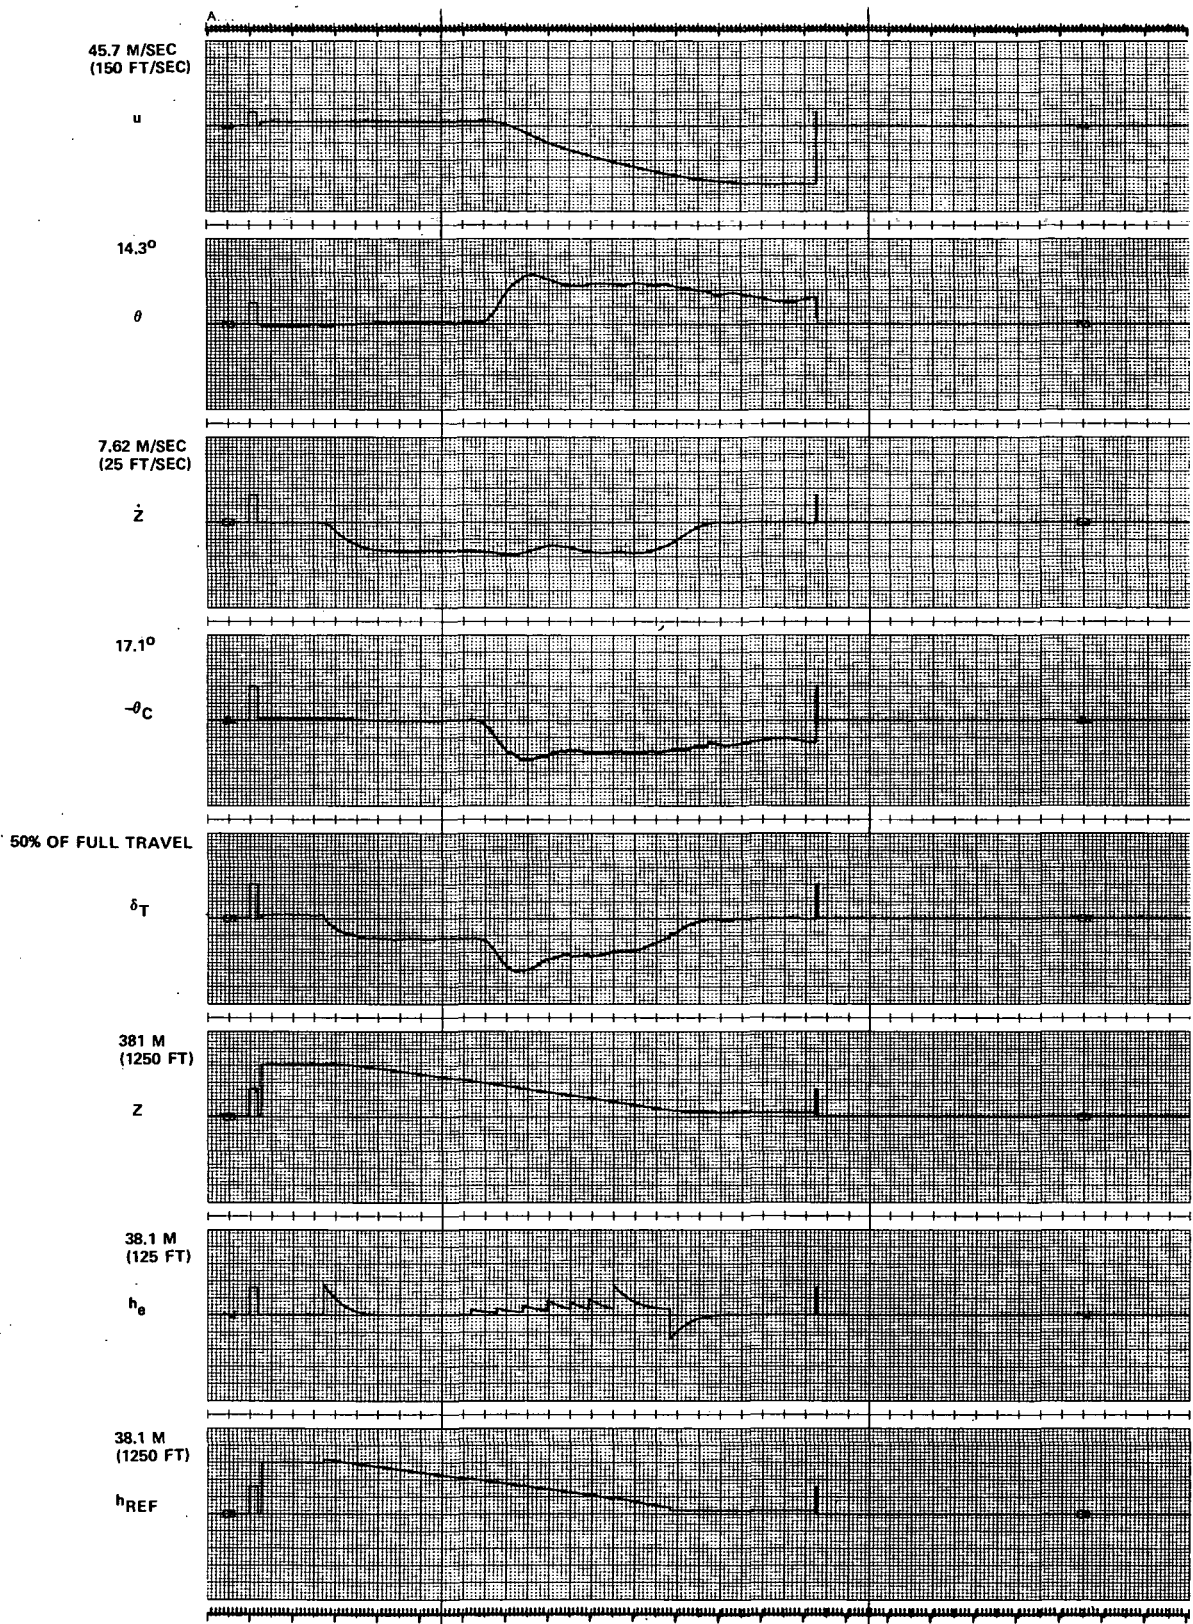 A...
45.7 M/SEC
(150 FT/SEC)
u
14.3°
θ
7.62 M/SEC
(25 FT/SEC)
Ż
17.1°
-θC
50% OF FULL TRAVEL
δT
381 M
(1250 FT)
Z
38.1 M
(125 FT)
he
38.1 M
(1250 FT)
hREF